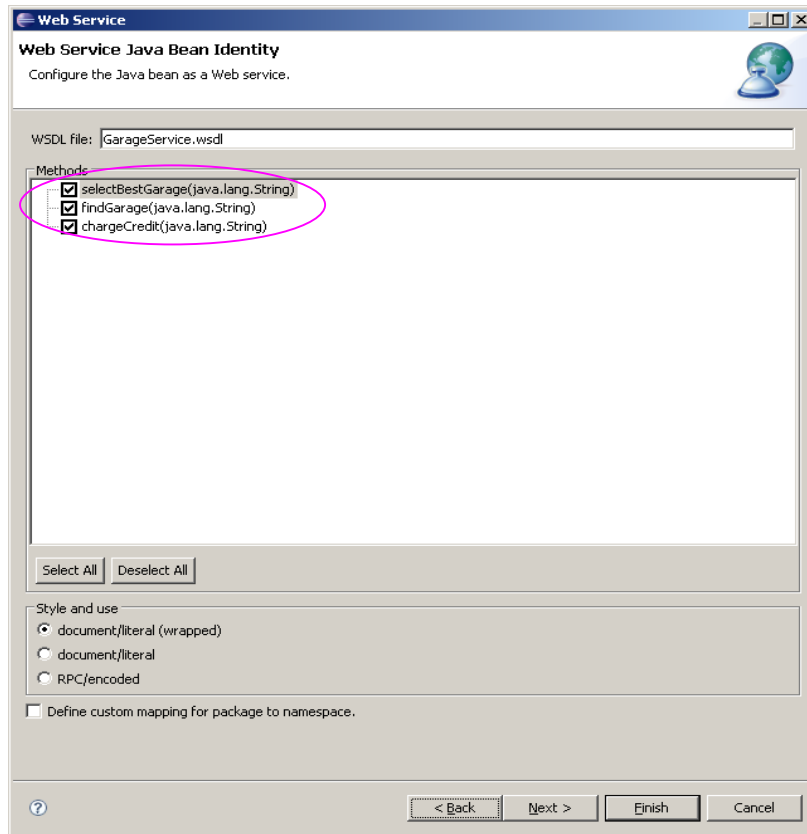 Web Service
Web Service Java Bean Identity
Configure the Java bean as a Web service.
WSDL file: GarageService.wsdl
Methods
selectBestGarage(java.lang.String)
findGarage(java.lang.String)
chargeCredit(java.lang.String)
Select All Deselect All
Style and use
document/literal (wrapped)
document/literal
RPC/encoded
Define custom mapping for package to namespace.
? < Back Next > Finish Cancel